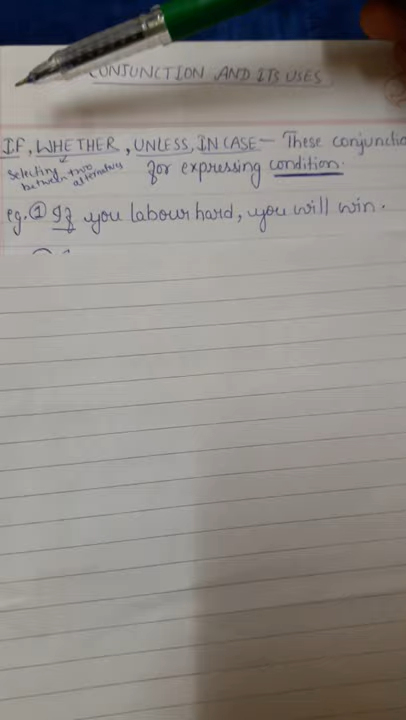 CONJUNCTION AND ITS USES
IF, WHETHER, UNLESS, IN CASE — These
Selecting between two alternatives
for expressing condition.
eg. ① If you labour hard, you will win.